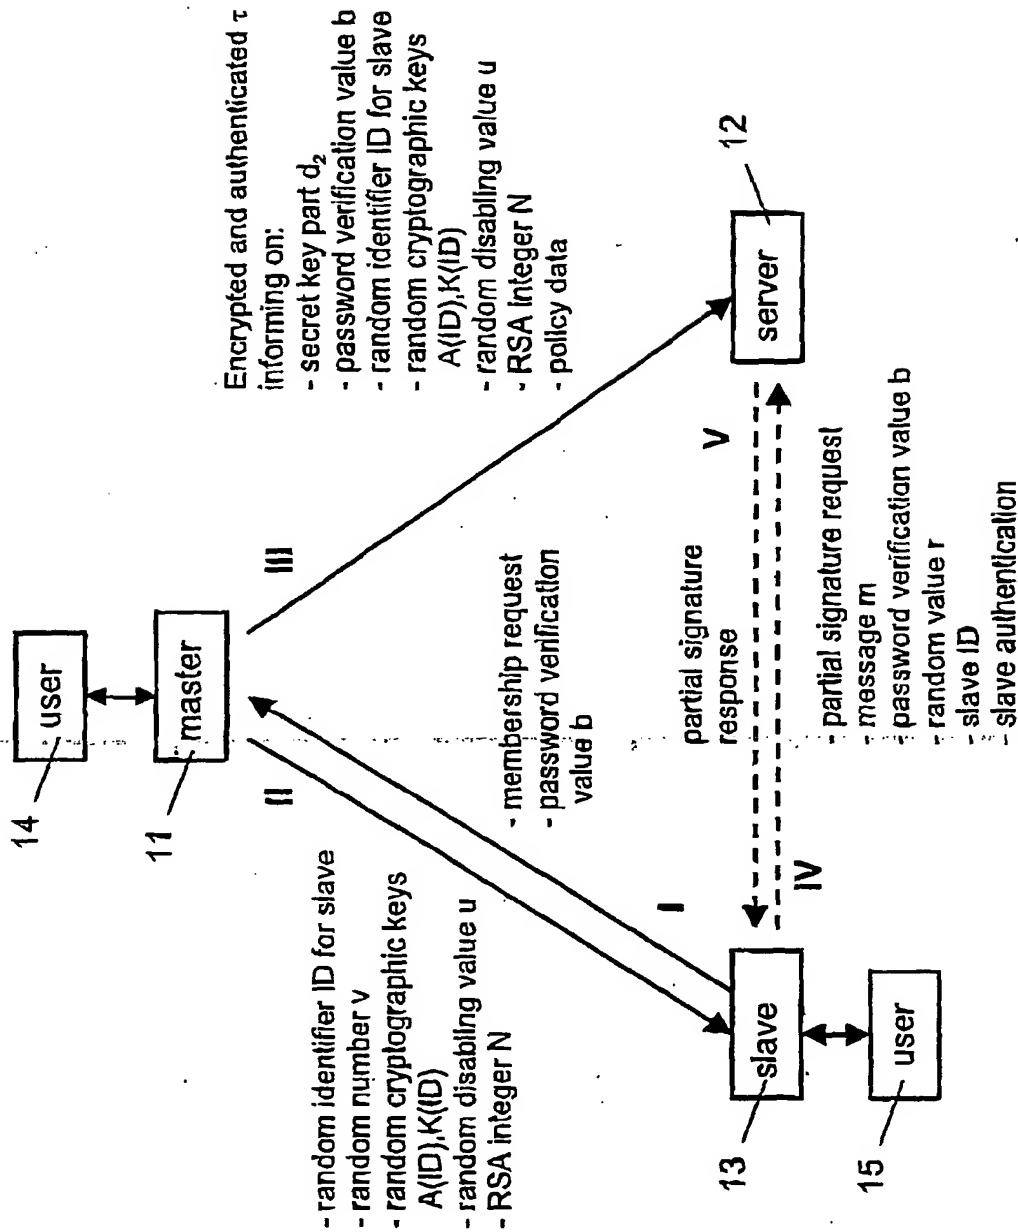 14
user
11
master
II
III
Encrypted and authenticated τ
informing on:
- secret key part d₂
- password verification value b
- random identifier ID for slave
- random cryptographic keys
A(ID),K(ID)
- random disabling value u
- RSA Integer N
- policy data
- random identifier ID for slave
- random number v
- random cryptographic keys
A(ID),K(ID)
- random disabling value u
- RSA integer N
- membership request
- password verification
value b
I
13
slave
15
user
12
server
V
partial signature
response
IV
- partial signature request
- message m
- password verification value b
- random value r
- slave ID
- slave authentication